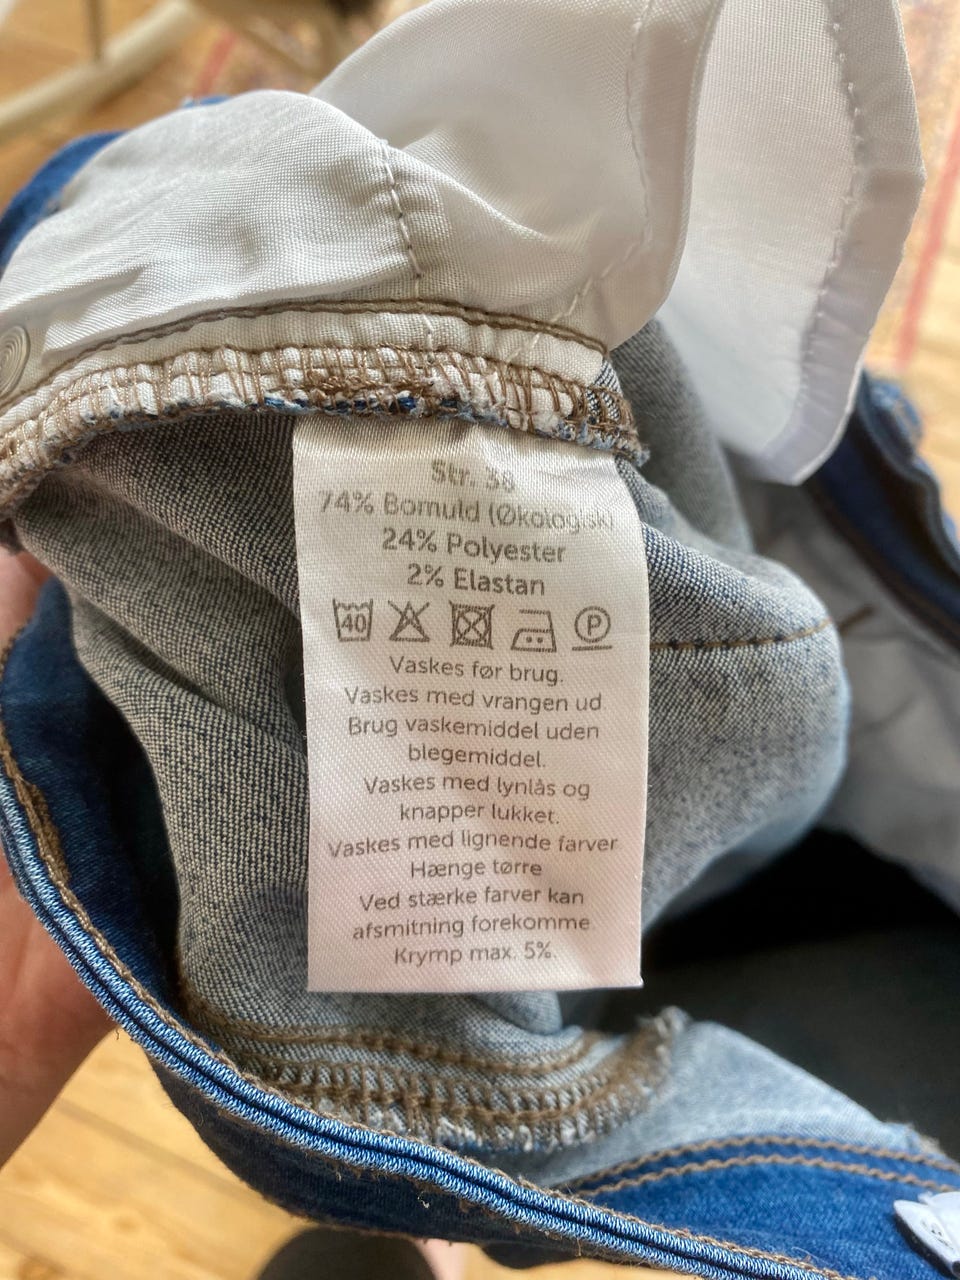 Str. 38
74% Bomuld (Økologisk)
24% Polyester
2% Elastan
40 P
Vaskes før brug.
Vaskes med vrangen ud.
Brug vaskemiddel uden
blegemiddel.
Vaskes med lynlås og
knapper lukket.
Vaskes med lignende farver
Hænge tørre
Ved stærke farver kan
afsmitning forekomme.
Krymp max. 5%.